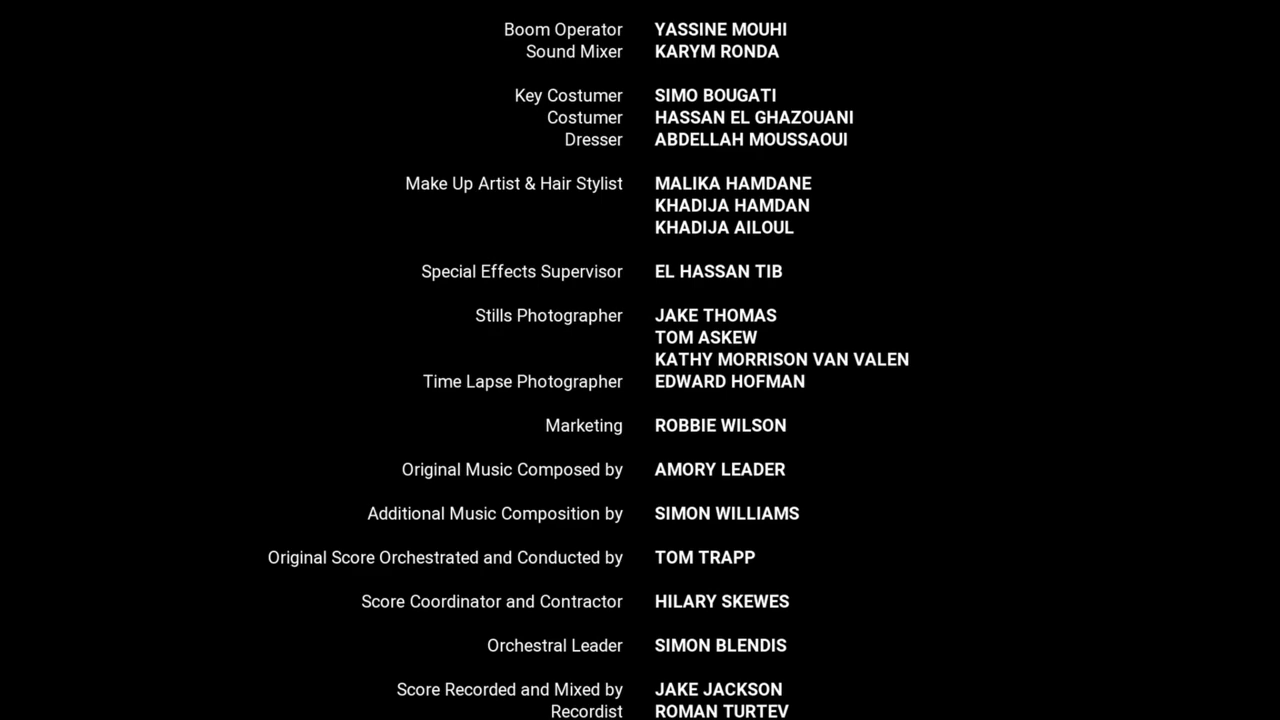 Boom Operator YASSINE MOUHI
Sound Mixer KARYM RONDA
Key Costumer SIMO BOUGATI
Costumer HASSAN EL GHAZOUANI
Dresser ABDELLAH MOUSSAOUI
Make Up Artist & Hair Stylist MALIKA HAMDANE
KHADIJA HAMDAN
KHADIJA AILOUL
Special Effects Supervisor EL HASSAN TIB
Stills Photographer JAKE THOMAS
TOM ASKEW
KATHY MORRISON VAN VALEN
Time Lapse Photographer EDWARD HOFMAN
Marketing ROBBIE WILSON
Original Music Composed by AMORY LEADER
Additional Music Composition by SIMON WILLIAMS
Original Score Orchestrated and Conducted by TOM TRAPP
Score Coordinator and Contractor HILARY SKEWES
Orchestral Leader SIMON BLENDIS
Score Recorded and Mixed by JAKE JACKSON
Recordist ROMAN TURTEV